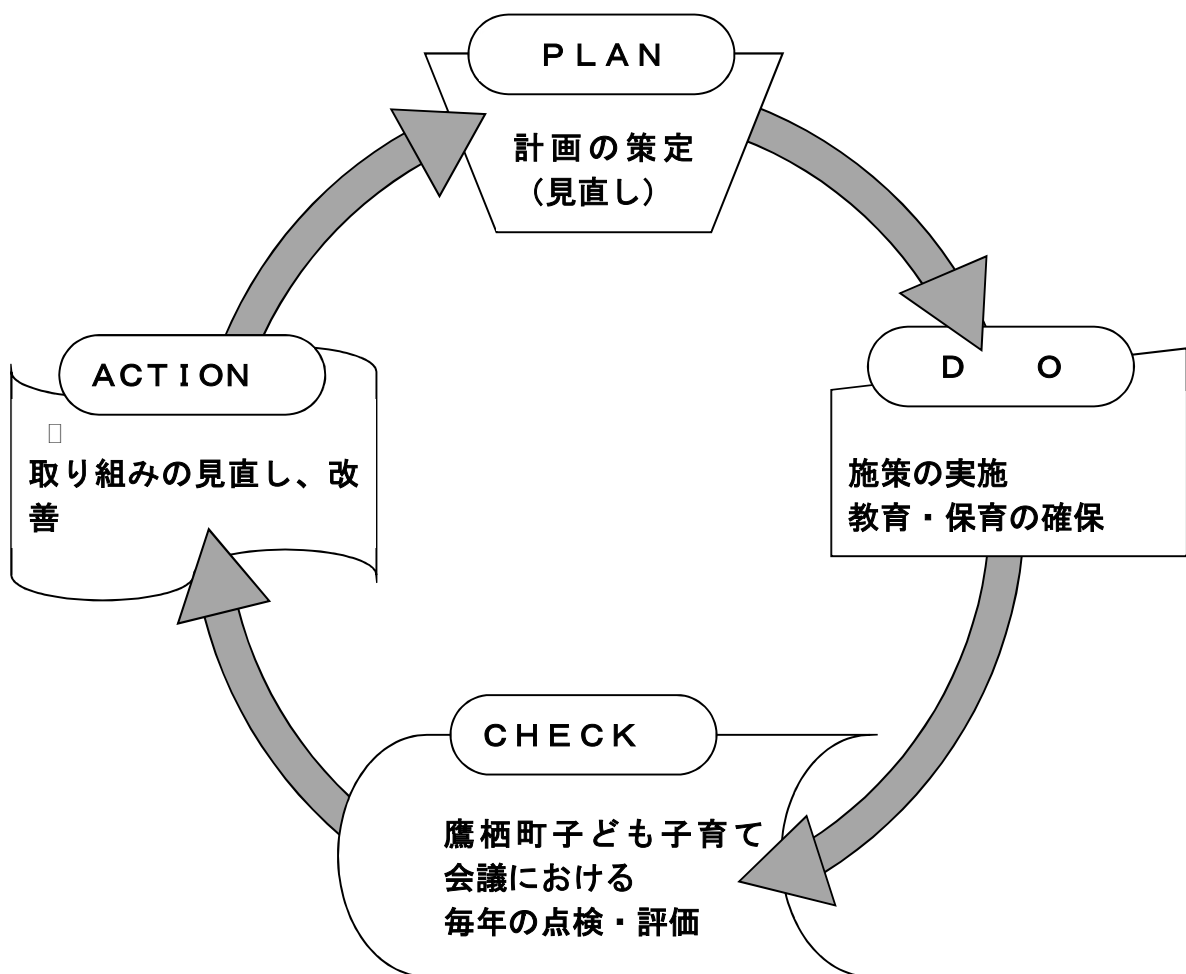 ＰＬＡＮ
計画の策定
（見直し）
ＡＣＴＩＯＮ
取り組みの見直し、改
善
Ｄ　Ｏ
施策の実施
教育・保育の確保
ＣＨＥＣＫ
鷹栖町子ども子育て
会議における
毎年の点検・評価